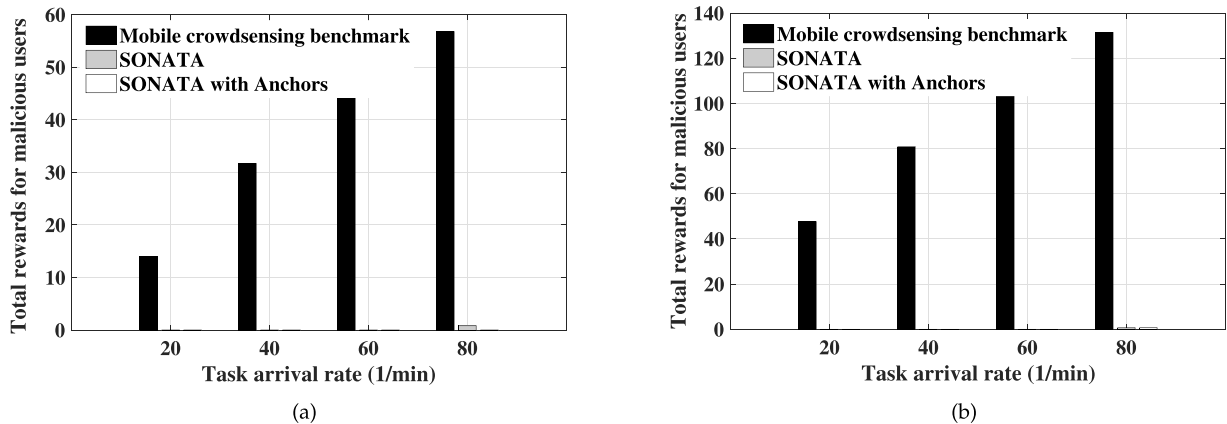 60
50
40
30
20
10
0
Total rewards for malicious users
Mobile crowdsensing benchmark
SONATA
SONATA with Anchors
20 40 60 80
Task arrival rate (1/min)
(a)
140
120
100
80
60
40
20
0
Total rewards for malicious users
Mobile crowdsensing benchmark
SONATA
SONATA with Anchors
20 40 60 80
Task arrival rate (1/min)
(b)